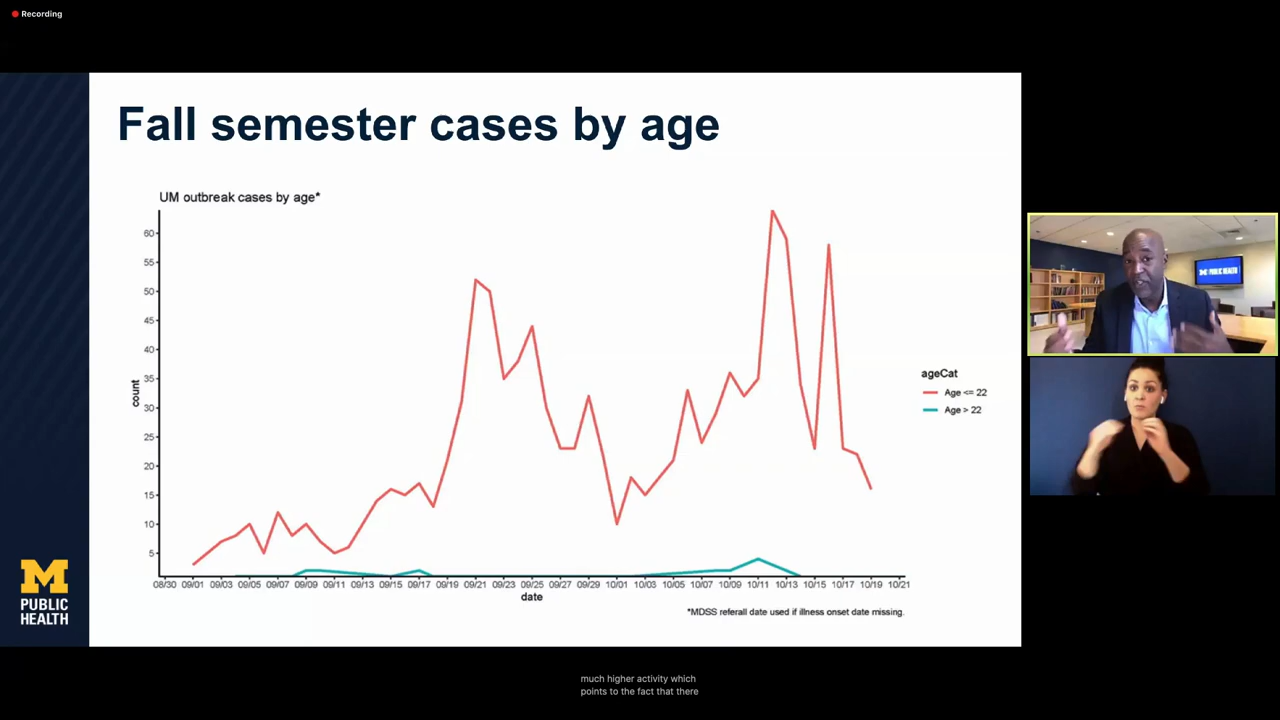 Recording
Fall semester cases by age
UM outbreak cases by age*
60
55
50
45
40
35
30
25
20
15
10
5
count
08/30 09/01 09/03 09/05 09/07 09/09 09/11 09/13 09/15 09/17 09/19 09/21 09/23 09/25 09/27 09/29 10/01 10/03 10/05 10/07 10/09 10/11 10/13 10/15 10/17 10/19 10/21
date
*MDSS referall date used if illness onset date missing.
ageCat
Age <= 22
Age > 22
M
PUBLIC
HEALTH
M PUBLIC HEALTH
much higher activity which
points to the fact that there